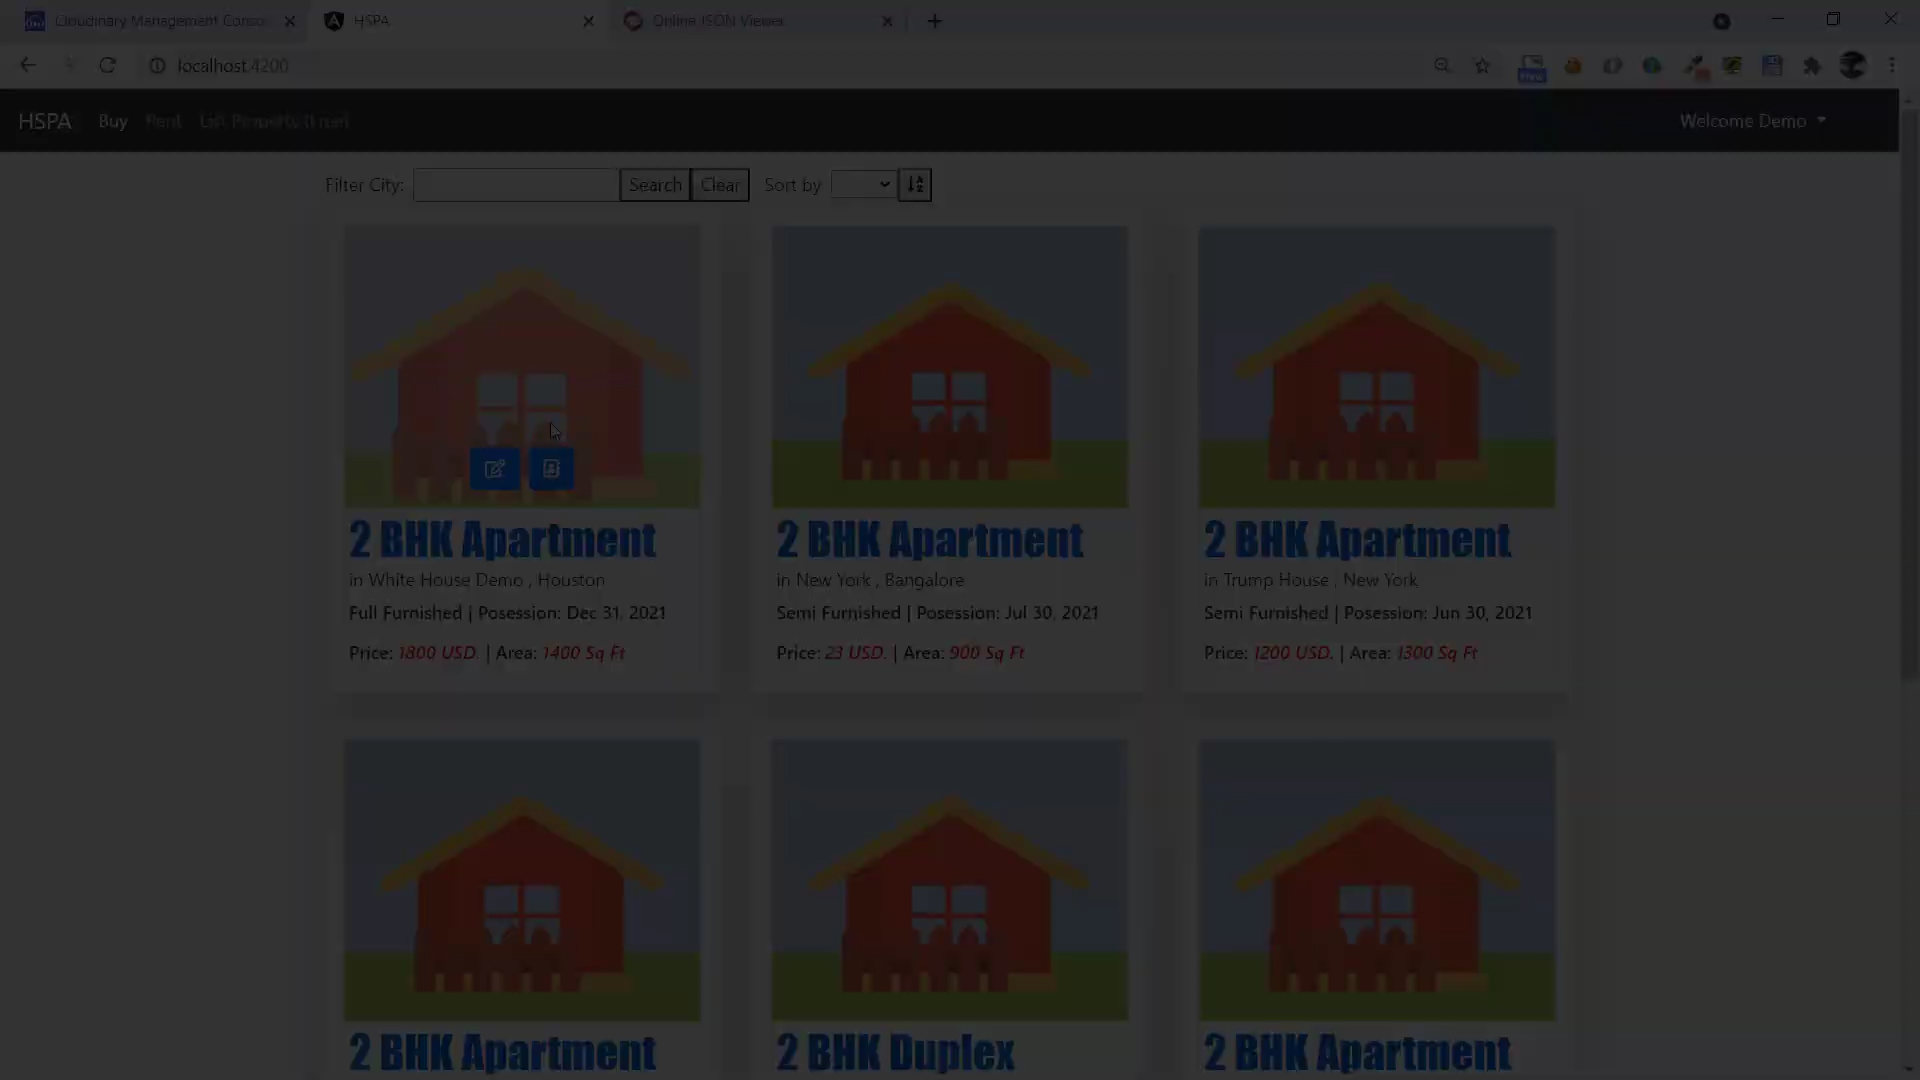 Cloudinary Management Conso
HSPA
Online JSON Viewer
localhost:4200
New
HSPA Buy Rent List Property (Free) Welcome Demo
Filter City: Search Clear Sort by
2 BHK Apartment
in White House Demo , Houston
Full Furnished | Posession: Dec 31, 2021
Price: 1800 USD. | Area: 1400 Sq Ft
2 BHK Apartment
in New York , Bangalore
Semi Furnished | Posession: Jul 30, 2021
Price: 23 USD. | Area: 900 Sq Ft
2 BHK Apartment
in Trump House , New York
Semi Furnished | Posession: Jun 30, 2021
Price: 1200 USD. | Area: 1300 Sq Ft
2 BHK Apartment
2 BHK Duplex
2 BHK Apartment